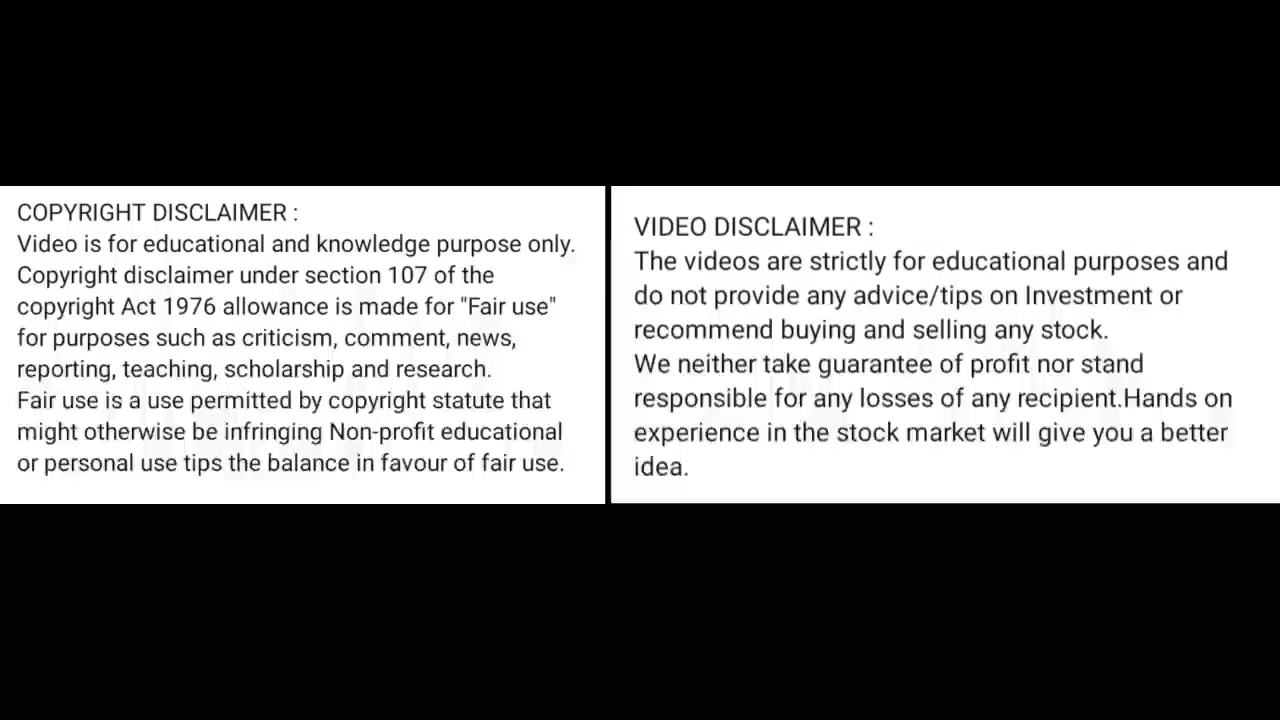 COPYRIGHT DISCLAIMER :
Video is for educational and knowledge purpose only.
Copyright disclaimer under section 107 of the
copyright Act 1976 allowance is made for "Fair use"
for purposes such as criticism, comment, news,
reporting, teaching, scholarship and research.
Fair use is a use permitted by copyright statute that
might otherwise be infringing Non-profit educational
or personal use tips the balance in favour of fair use.
VIDEO DISCLAIMER :
The videos are strictly for educational purposes and
do not provide any advice/tips on Investment or
recommend buying and selling any stock.
We neither take guarantee of profit nor stand
responsible for any losses of any recipient.Hands on
experience in the stock market will give you a better
idea.